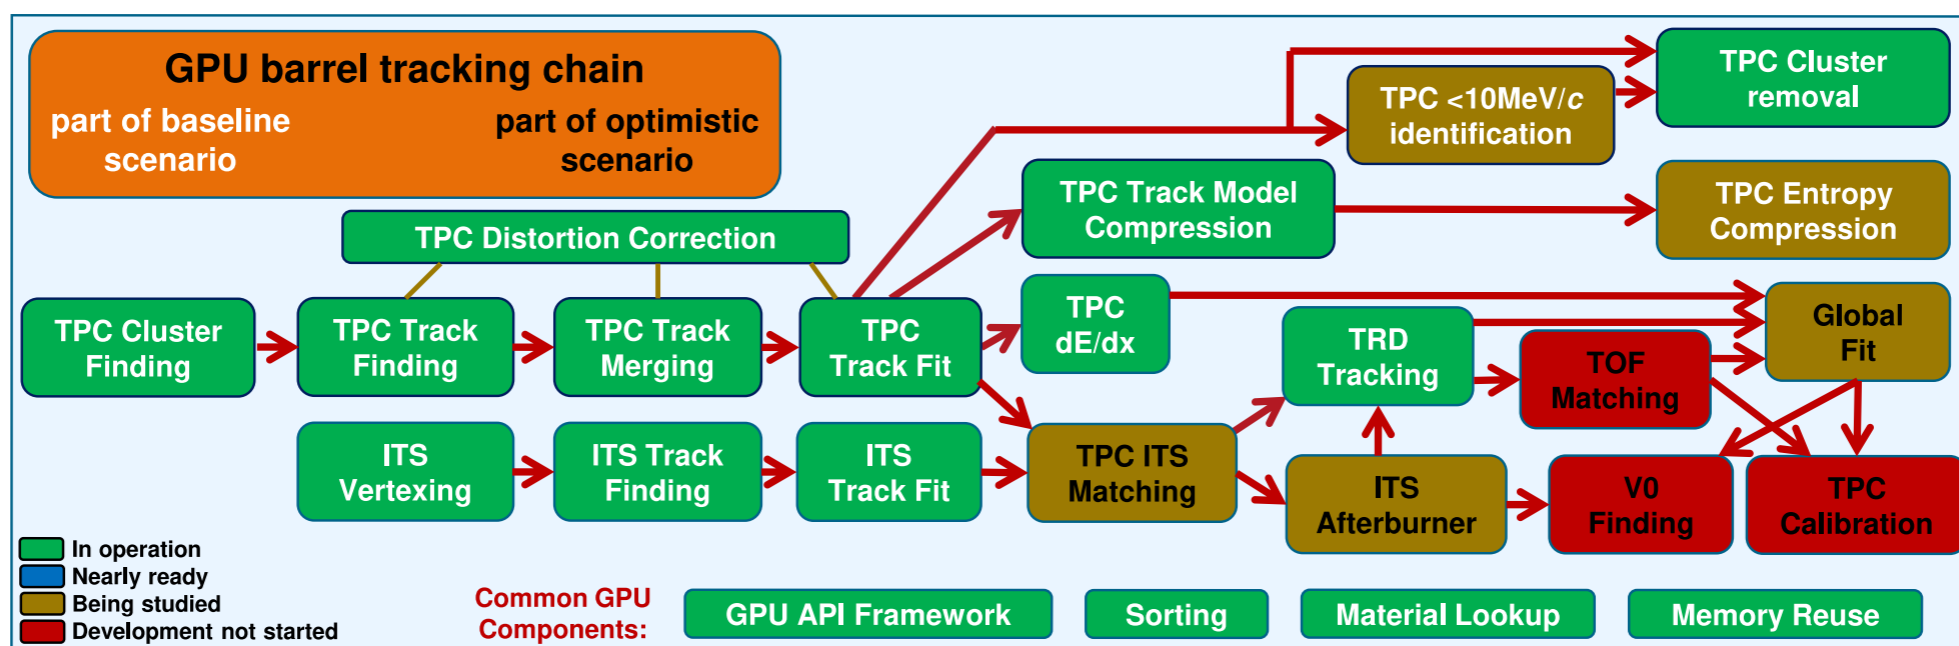 GPU barrel tracking chain
part of baseline
scenario
part of optimistic
scenario
TPC Cluster
removal
TPC <10MeV/c
identification
TPC Track Model
Compression
TPC Entropy
Compression
TPC Distortion Correction
TPC Cluster
Finding
TPC Track
Finding
TPC Track
Merging
TPC
Track Fit
TPC
dE/dx
TRD
Tracking
TOF
Matching
Global
Fit
ITS
Vertexing
ITS Track
Finding
ITS
Track Fit
TPC ITS
Matching
ITS
Afterburner
V0
Finding
TPC
Calibration
In operation
Nearly ready
Being studied
Development not started
Common GPU
Components:
GPU API Framework
Sorting
Material Lookup
Memory Reuse